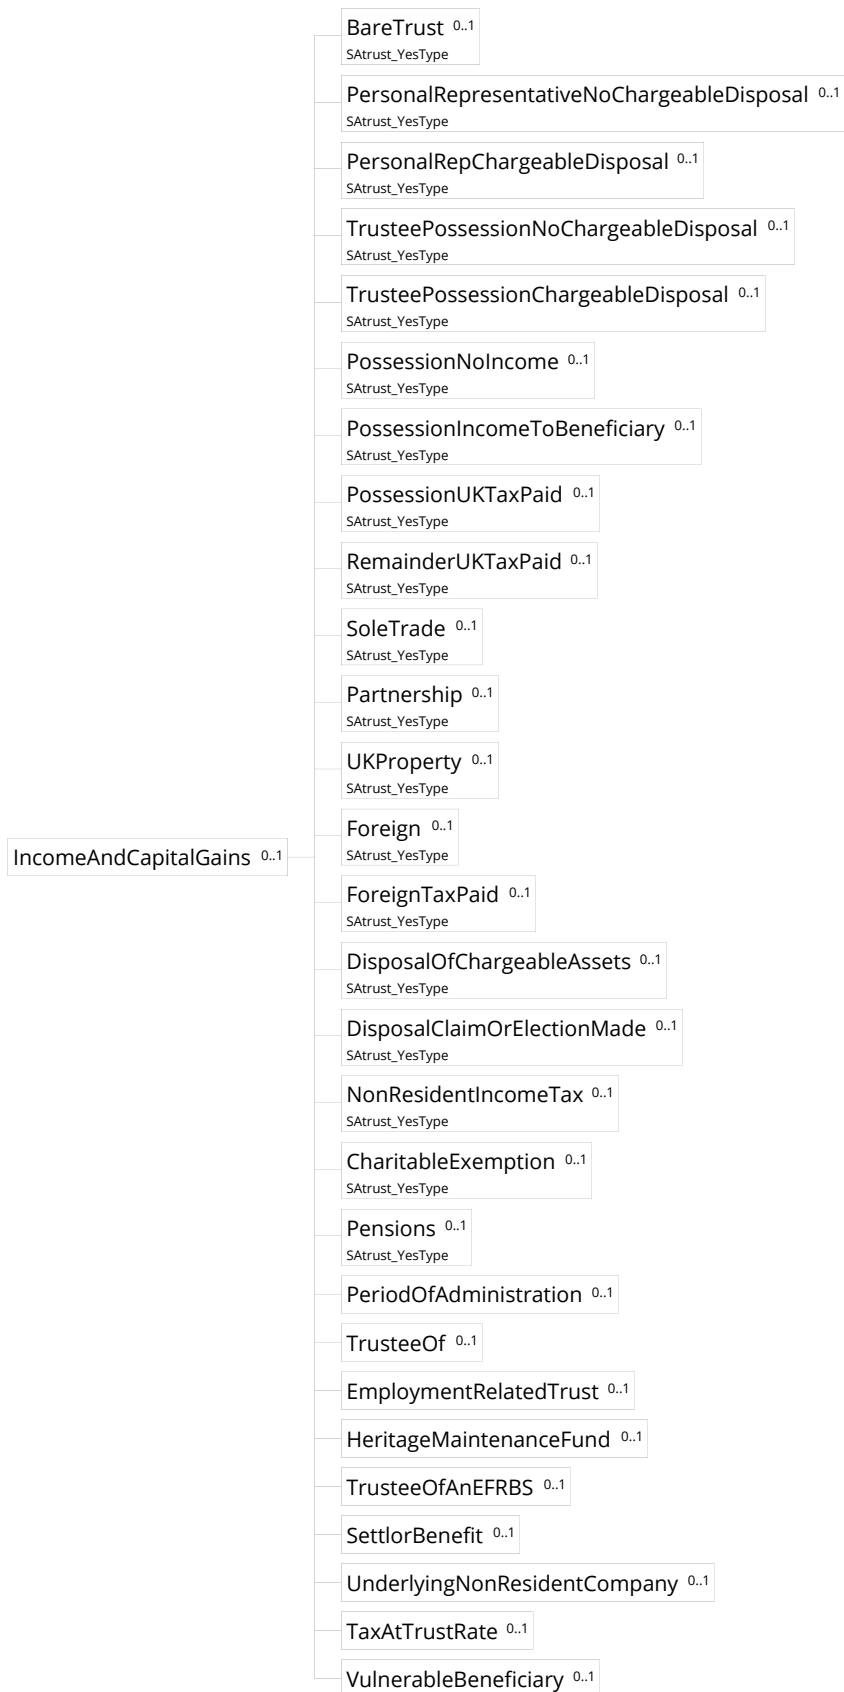 BareTrust 0..1
SAtrust_YesType
PersonalRepresentativeNoChargeableDisposal 0..1
SAtrust_YesType
PersonalRepChargeableDisposal 0..1
SAtrust_YesType
TrusteePossessionNoChargeableDisposal 0..1
SAtrust_YesType
TrusteePossessionChargeableDisposal 0..1
SAtrust_YesType
PossessionNoIncome 0..1
SAtrust_YesType
PossessionIncomeToBeneficiary 0..1
SAtrust_YesType
PossessionUKTaxPaid 0..1
SAtrust_YesType
RemainderUKTaxPaid 0..1
SAtrust_YesType
SoleTrade 0..1
SAtrust_YesType
Partnership 0..1
SAtrust_YesType
UKProperty 0..1
SAtrust_YesType
Foreign 0..1
SAtrust_YesType
IncomeAndCapitalGains 0..1
ForeignTaxPaid 0..1
SAtrust_YesType
DisposalOfChargeableAssets 0..1
SAtrust_YesType
DisposalClaimOrElectionMade 0..1
SAtrust_YesType
NonResidentIncomeTax 0..1
SAtrust_YesType
CharitableExemption 0..1
SAtrust_YesType
Pensions 0..1
SAtrust_YesType
PeriodOfAdministration 0..1
TrusteeOf 0..1
EmploymentRelatedTrust 0..1
HeritageMaintenanceFund 0..1
TrusteeOfAnEFRBS 0..1
SettlorBenefit 0..1
UnderlyingNonResidentCompany 0..1
TaxAtTrustRate 0..1
VulnerableBeneficiary 0..1